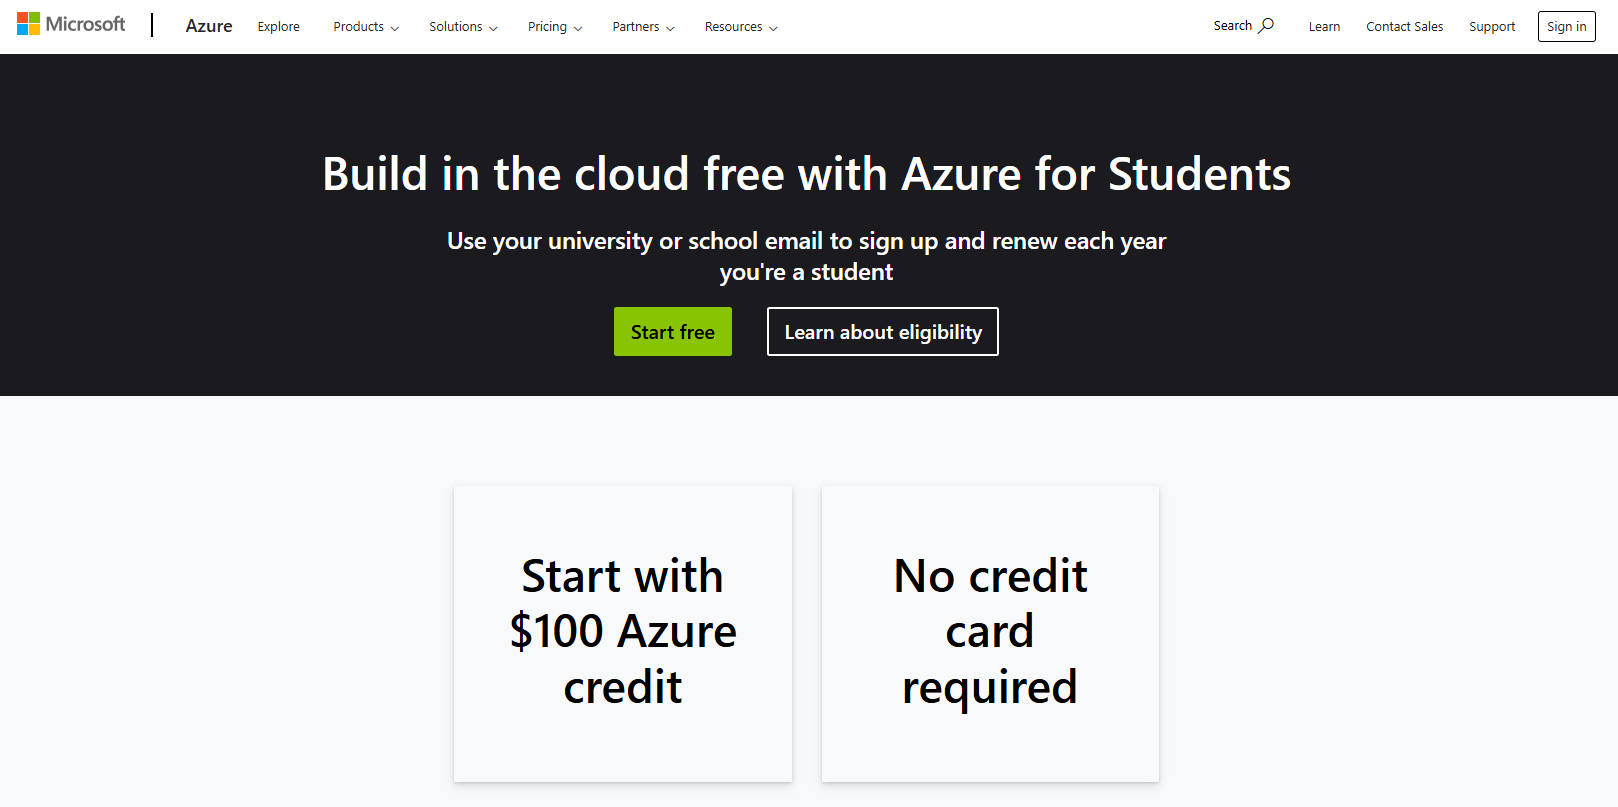 Microsoft Azure Explore Products Solutions Pricing Partners Resources Search Learn Contact Sales Support Sign in
Build in the cloud free with Azure for Students
Use your university or school email to sign up and renew each year
you're a student
Start free Learn about eligibility
Start with
$100 Azure
credit
No credit
card
required